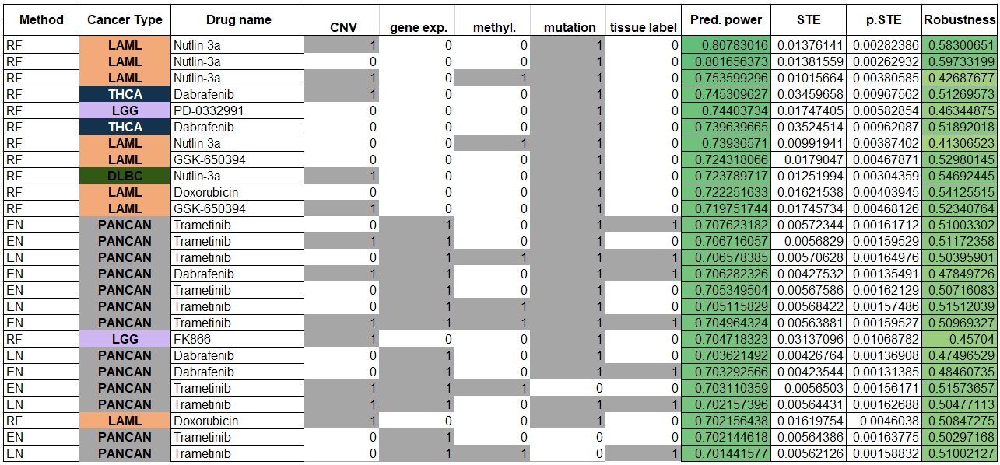 Method Cancer Type Drug name CNV gene exp. methyl. mutation tissue label Pred. power STE p.STE Robustness
RF LAML Nutlin-3a 1 0 0 1 0 0.80783016 0.01376141 0.00282386 0.58300651
RF LAML Nutlin-3a 0 0 0 1 0 0.801656373 0.01381559 0.00262932 0.59733199
RF LAML Nutlin-3a 1 0 1 1 0 0.753599296 0.01015664 0.00380585 0.42687677
RF THCA Dabrafenib 1 0 0 1 0 0.745309627 0.03459658 0.00967562 0.51269573
RF LGG PD-0332991 0 0 0 1 0 0.74403734 0.01747405 0.00582854 0.46344875
RF THCA Dabrafenib 0 0 0 1 0 0.739639665 0.03524514 0.00962087 0.51892018
RF LAML Nutlin-3a 0 0 1 1 0 0.73936571 0.00991941 0.00387402 0.41306523
RF LAML GSK-650394 0 0 0 1 0 0.724318066 0.0179047 0.00467871 0.52980145
RF DLBC Nutlin-3a 1 0 0 1 0 0.723789717 0.01251994 0.00304359 0.54692445
RF LAML Doxorubicin 0 0 0 1 0 0.722251633 0.01621538 0.00403945 0.54125515
RF LAML GSK-650394 1 0 0 1 0 0.719751744 0.01745734 0.00468126 0.52340764
EN PANCAN Trametinib 0 1 0 1 1 0.707623182 0.00572344 0.00161712 0.51003302
EN PANCAN Trametinib 1 1 0 1 0 0.706716057 0.0056829 0.00159529 0.51172358
EN PANCAN Trametinib 0 1 1 1 1 0.706578385 0.00570628 0.00164976 0.50395901
EN PANCAN Dabrafenib 1 1 0 1 1 0.706282326 0.00427532 0.00135491 0.47849726
EN PANCAN Trametinib 0 1 0 1 0 0.705349504 0.00567586 0.00162129 0.50716083
EN PANCAN Trametinib 0 1 1 1 0 0.705115829 0.00568422 0.00157486 0.51512039
EN PANCAN Trametinib 1 1 1 1 1 0.704964324 0.00563881 0.00159527 0.50969327
RF LGG FK866 1 0 0 1 0 0.704718323 0.03137096 0.01068782 0.45704
EN PANCAN Dabrafenib 0 1 0 1 0 0.703621492 0.00426764 0.00136908 0.47496529
EN PANCAN Dabrafenib 0 1 0 1 1 0.703292566 0.00423544 0.00131385 0.48460735
EN PANCAN Trametinib 1 1 1 0 0 0.703110359 0.0056503 0.00156171 0.51573657
EN PANCAN Trametinib 1 1 0 1 1 0.702157396 0.00564431 0.00162688 0.50477113
RF LAML Doxorubicin 1 0 0 1 0 0.702156438 0.01619754 0.0046038 0.50847275
EN PANCAN Trametinib 0 1 0 0 0 0.702144618 0.00564386 0.00163775 0.50297168
EN PANCAN Trametinib 0 1 1 0 1 0.701441577 0.00562126 0.00158832 0.51002127